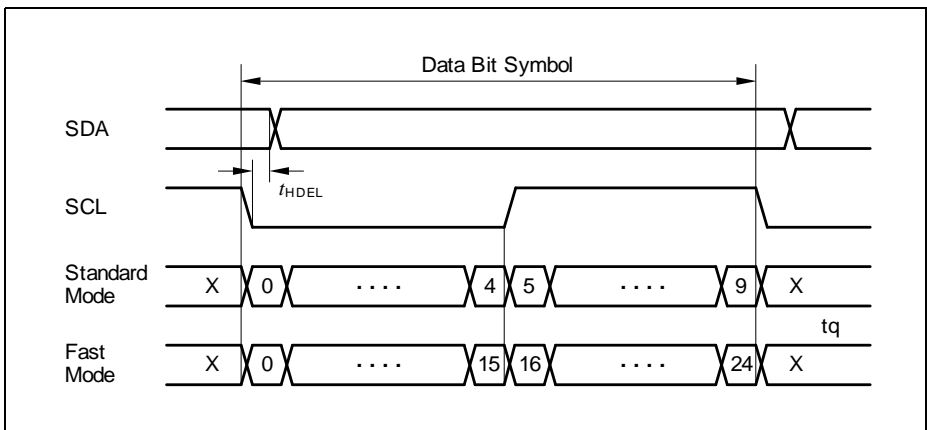 Data Bit Symbol
SDA
tHDEL
SCL
Standard
Mode
X 0 .... 4 5 .... 9 X
tq
Fast
Mode
X 0 .... 15 16 .... 24 X